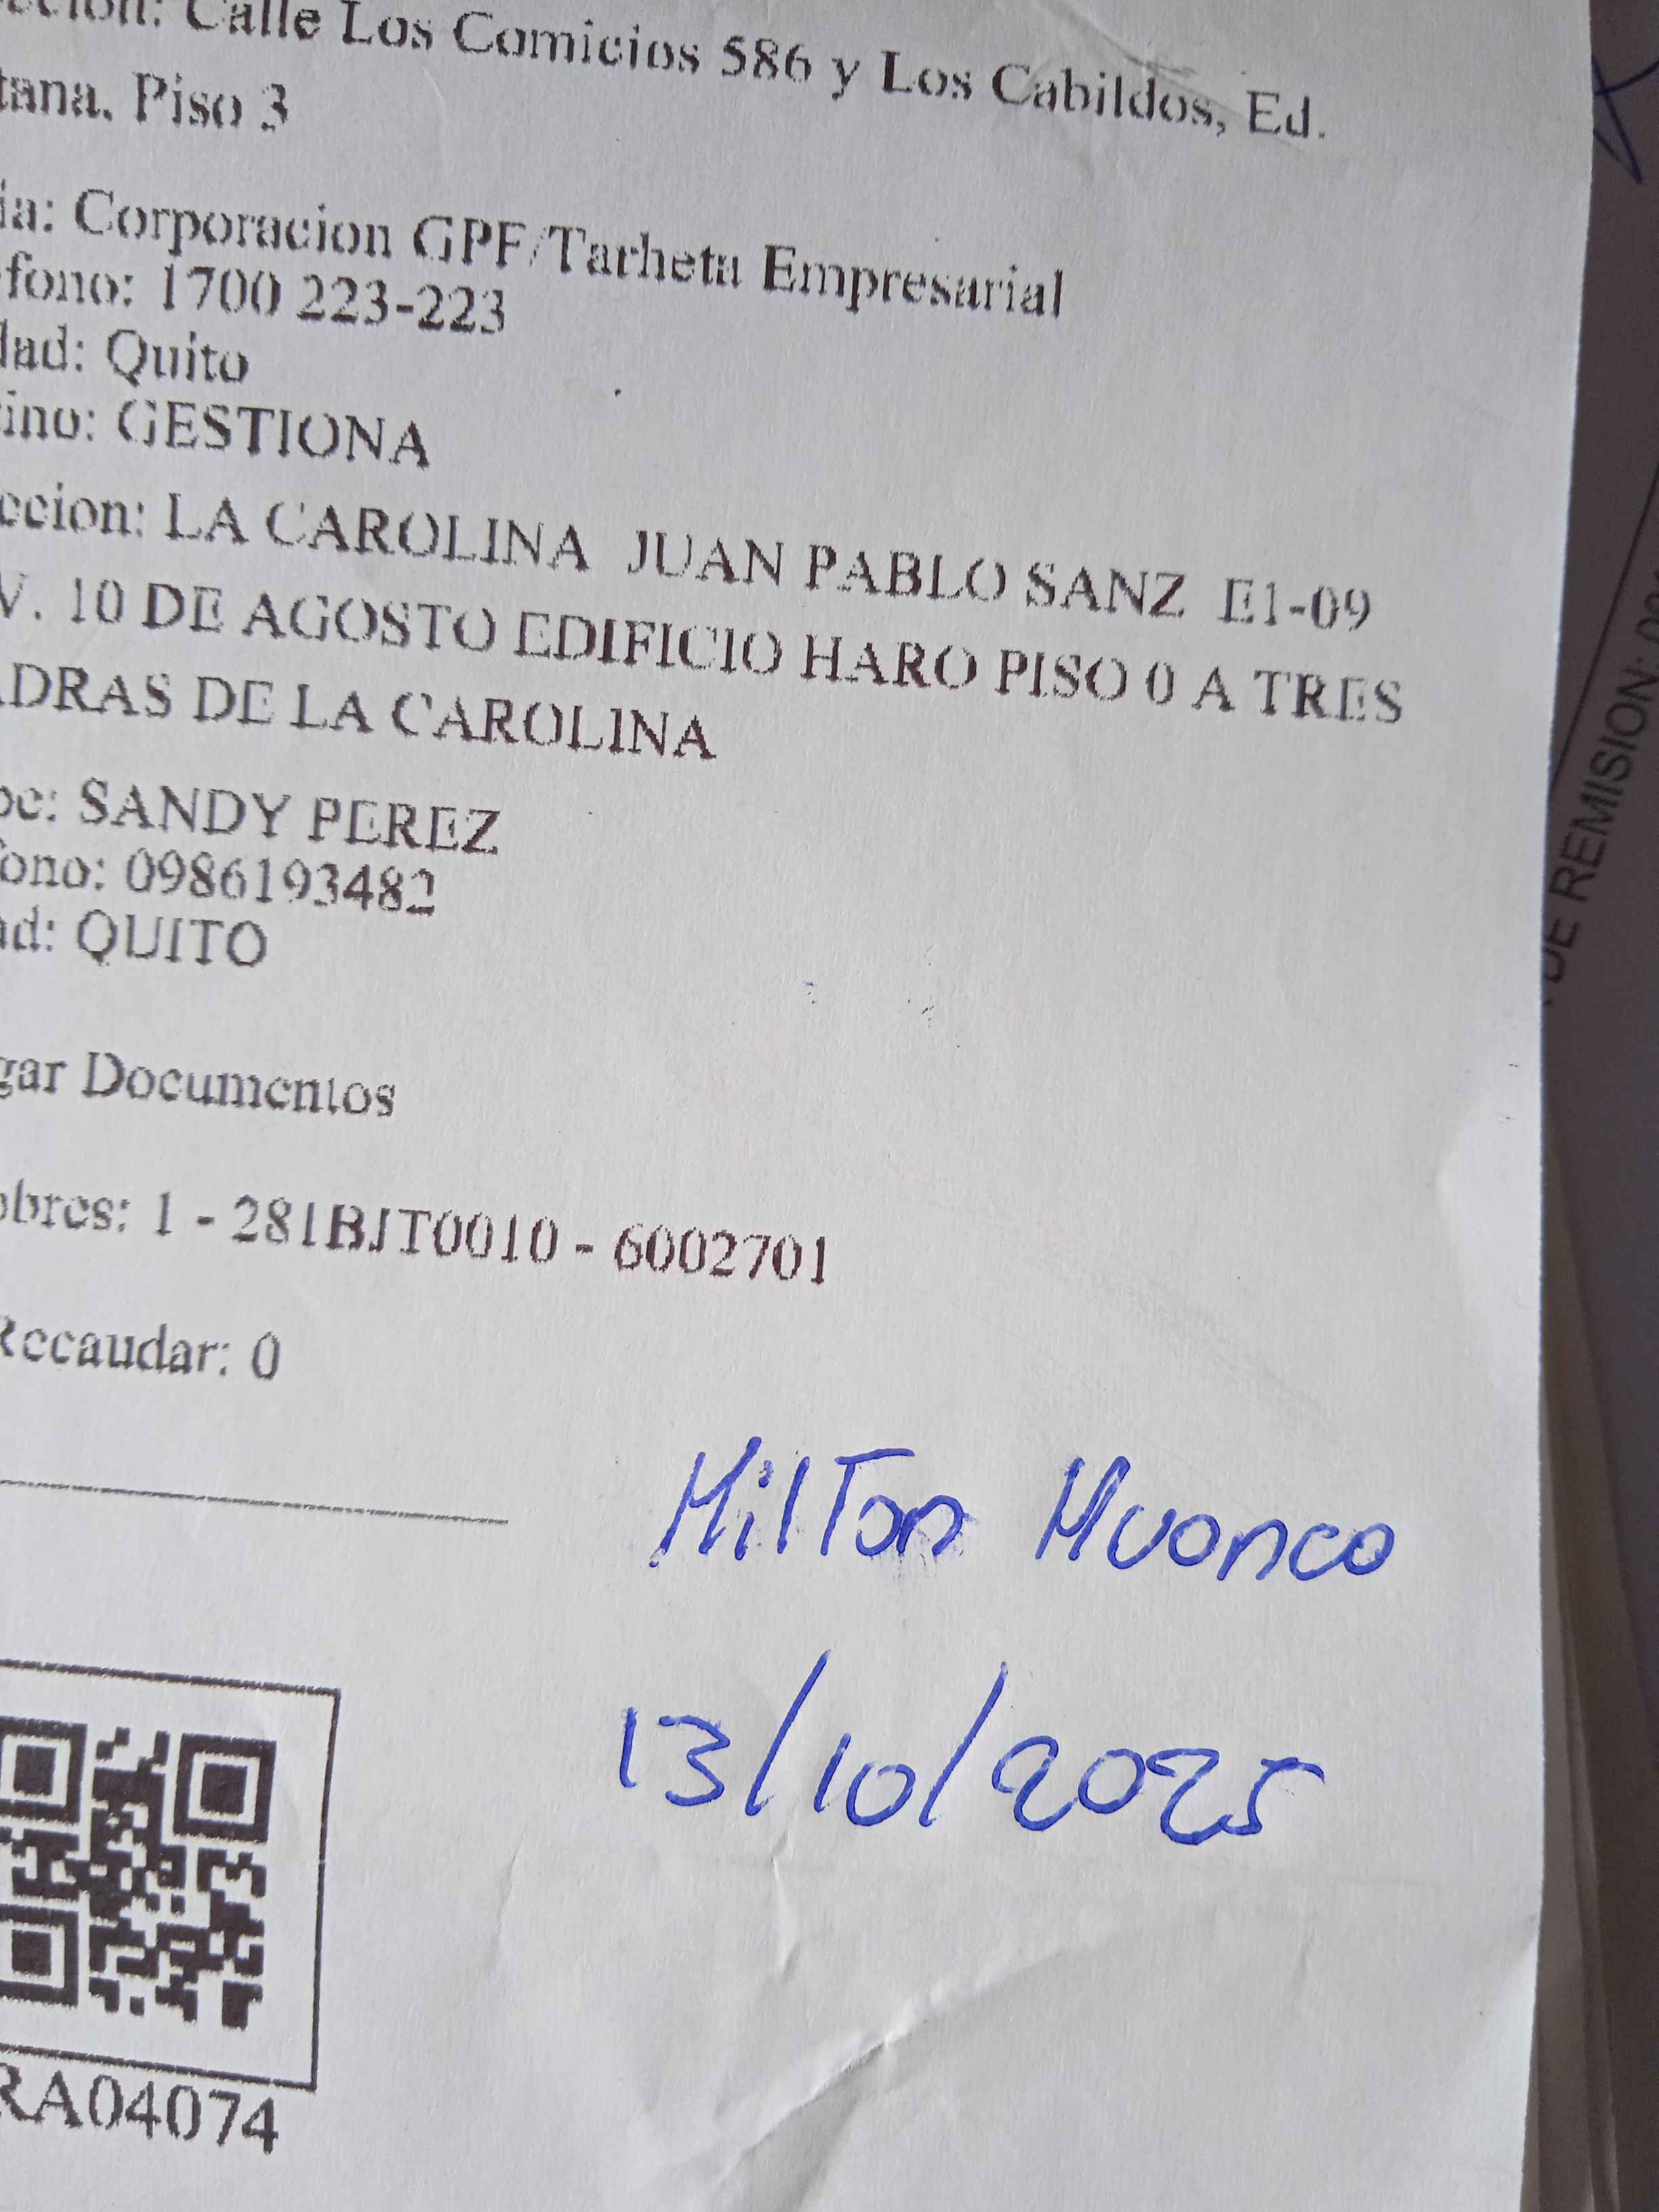 ccion: Calle Los Comicios 586 y Los Cabildos, Ed.
tana. Piso 3
ia: Corporacion GPF/Tarheta Empresarial
fono: 1700 223-223
dad: Quito
ino: GESTIONA
ccion: LA CAROLINA JUAN PABLO SANZ E1-09
V. 10 DE AGOSTO EDIFICIO HARO PISO 0 A TRES
ADRAS DE LA CAROLINA
be: SANDY PEREZ
fono: 0986193482
ad: QUITO
gar Documentos
obres: 1 - 281BJT0010 - 6002701
Recaudar: 0
Milton Muonco
13/10/2025
RA04074
DE REMISION: